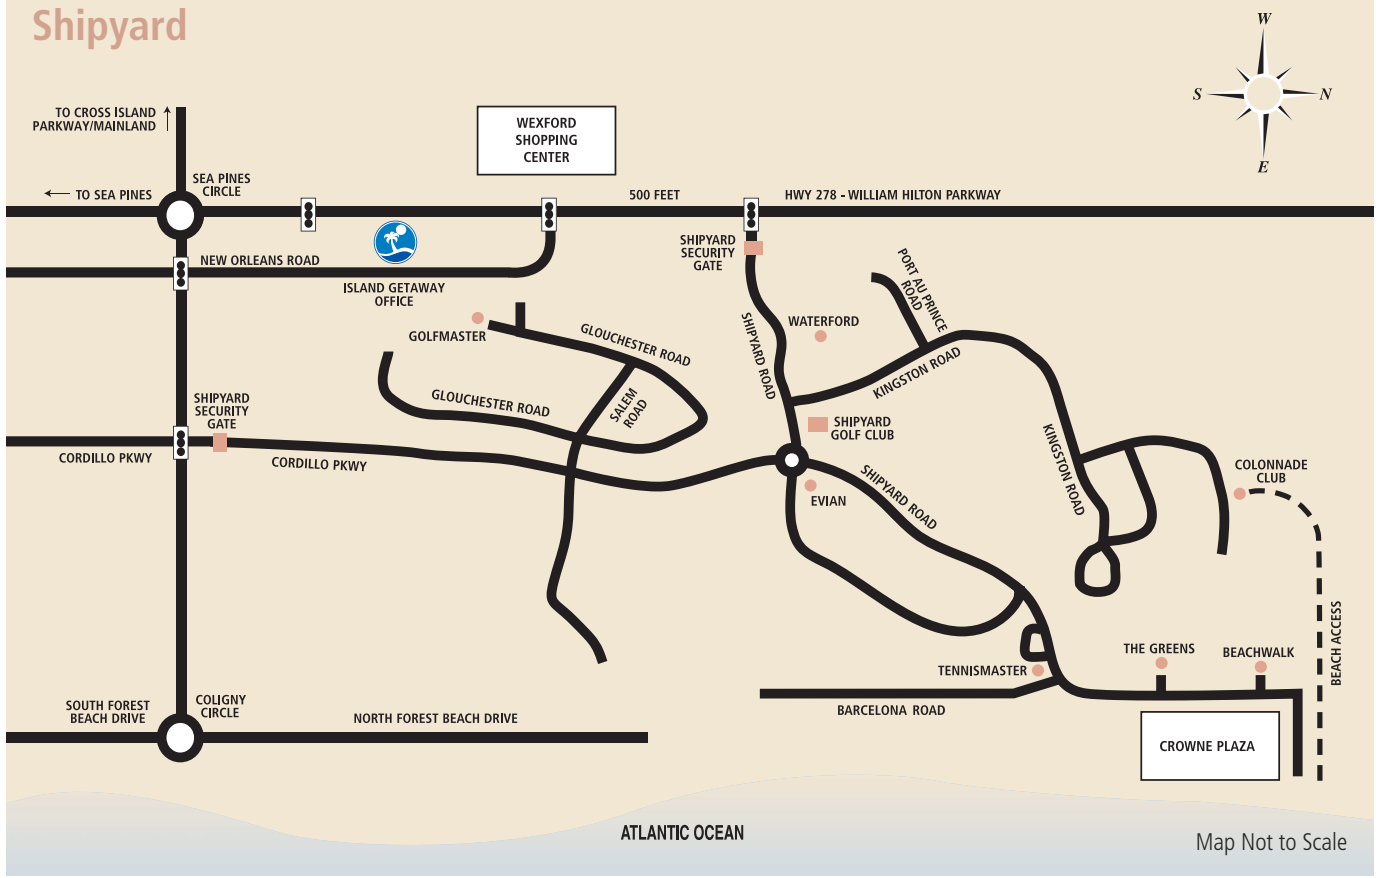 Shipyard
W
S
N
E
TO CROSS ISLAND
PARKWAY/MAINLAND
WEXFORD
SHOPPING
CENTER
SEA PINES
CIRCLE
TO SEA PINES
500 FEET
HWY 278 - WILLIAM HILTON PARKWAY
NEW ORLEANS ROAD
ISLAND GETAWAY
OFFICE
SHIPYARD
SECURITY
GATE
PORT AU PRINCE
ROAD
GOLFMASTER
GLOUCHESTER ROAD
SHIPYARD ROAD
WATERFORD
KINGSTON ROAD
GLOUCHESTER ROAD
SALEM
ROAD
SHIPYARD
SECURITY
GATE
SHIPYARD
GOLF CLUB
CORDILLO PKWY
CORDILLO PKWY
KINGSTON ROAD
COLONNADE
CLUB
EVIAN
SHIPYARD ROAD
BEACH ACCESS
TENNISMASTER
THE GREENS
BEACHWALK
SOUTH FOREST
BEACH DRIVE
COLIGNY
CIRCLE
NORTH FOREST BEACH DRIVE
BARCELONA ROAD
CROWNE PLAZA
ATLANTIC OCEAN
Map Not to Scale